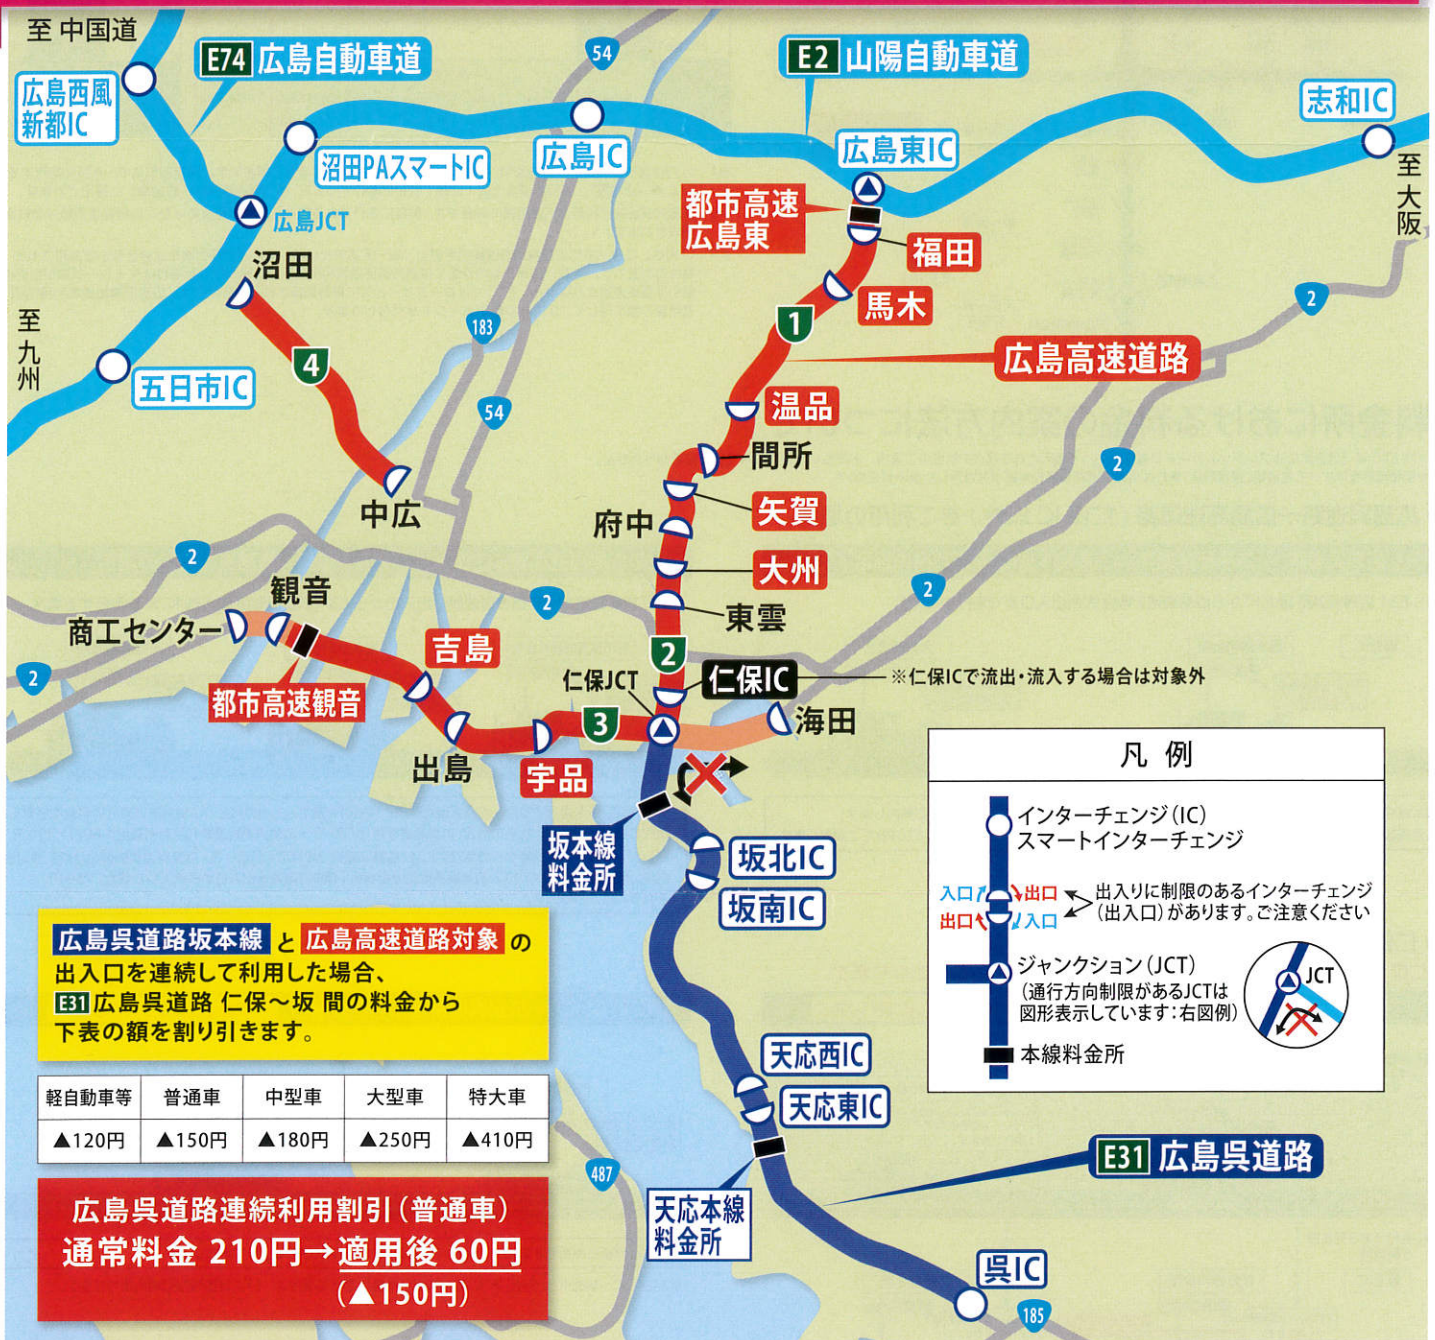 至 中国道
E74 広島自動車道
54
E2 山陽自動車道
広島西風
新都IC
志和IC
沼田PAスマートIC
広島IC
広島東IC
至
大
阪
広島JCT
都市高速
広島東
福田
沼田
馬木
2
至
九
州
183
1
4
広島高速道路
五日市IC
54
温品
間所
2
中広
矢賀
府中
2
大州
観音
2
2
東雲
商工センター
吉島
2
2
仁保JCT
仁保IC
※仁保ICで流出・流入する場合は対象外
都市高速観音
3
海田
出島
宇品
坂本線
料金所
坂北IC
坂南IC
凡 例
インターチェンジ(IC)
スマートインターチェンジ
入口
出口
出口
入口
出入りに制限のあるインターチェンジ
(出入口)があります。ご注意ください
ジャンクション(JCT)
(通行方向制限があるJCTは
図形表示しています:右図例)
JCT
本線料金所
広島呉道路坂本線 と 広島高速道路対象 の
出入口を連続して利用した場合、
E31 広島呉道路 仁保〜坂 間の料金から
下表の額を割り引きます。
軽自動車等 普通車 中型車 大型車 特大車
▲120円 ▲150円 ▲180円 ▲250円 ▲410円
広島呉道路連続利用割引(普通車)
通常料金 210円→適用後 60円
(▲150円)
天応西IC
天応東IC
487
天応本線
料金所
E31 広島呉道路
呉IC
185